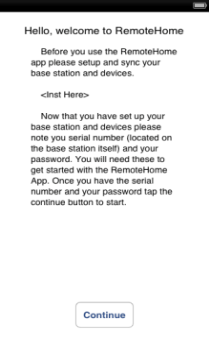 Hello, welcome to RemoteHome
Before you use the RemoteHome
app please setup and sync your
base station and devices.
<Inst Here>
Now that you have set up your
base station and devices please
note you serial number (located on
the base station itself) and your
password. You will need these to
get started with the RemoteHome
App. Once you have the serial
number and your password tap the
continue button to start.
Continue